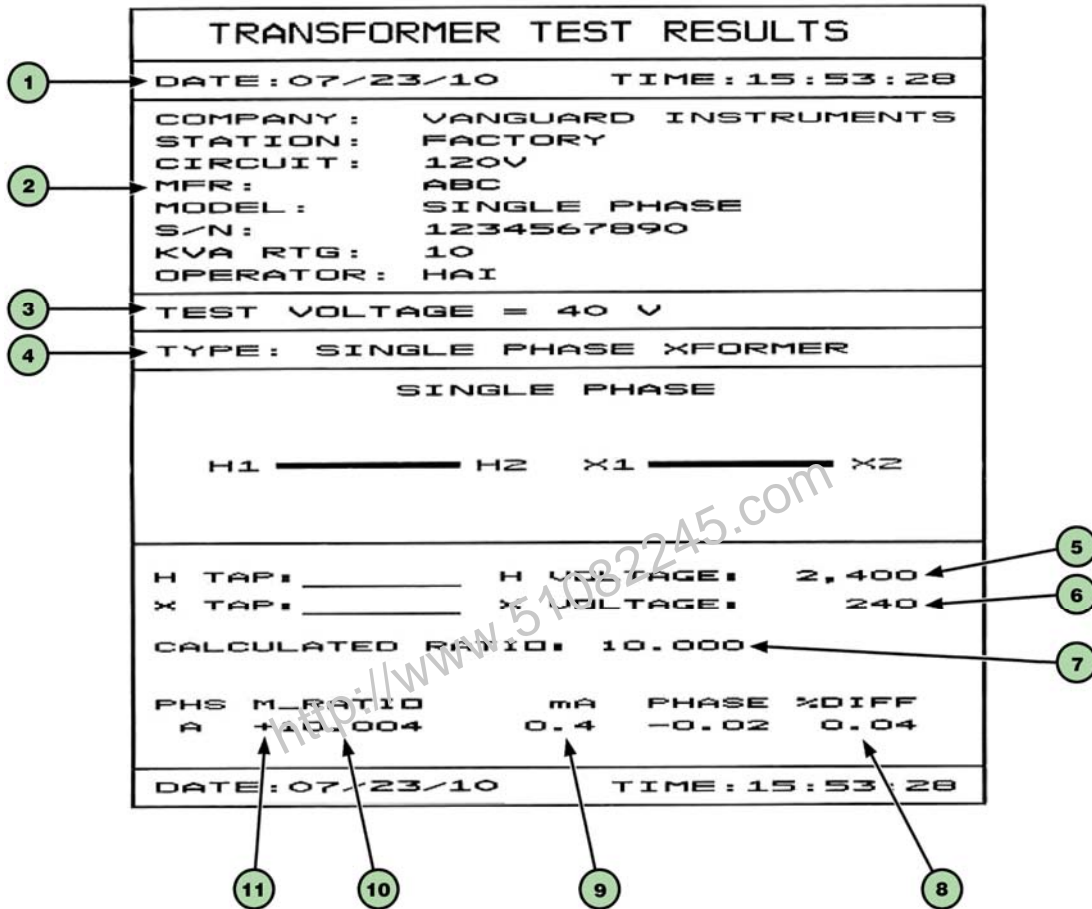 TRANSFORMER TEST RESULTS
1 DATE:07/23/10 TIME:15:53:28
COMPANY: VANGUARD INSTRUMENTS
STATION: FACTORY
CIRCUIT: 120V
2 MFR: ABC
MODEL: SINGLE PHASE
S/N: 1234567890
KVA RTG: 10
OPERATOR: HAI
3 TEST VOLTAGE = 40 V
4 TYPE: SINGLE PHASE XFORMER
SINGLE PHASE
H1 H2 X1 X2
H TAP: H VOLTAGE: 2,400 5
X TAP: X VOLTAGE: 240 6
CALCULATED RATIO: 10.000 7
PHS M_RATIO mA PHASE %DIFF
A +10.004 0.4 -0.02 0.04
DATE:07/23/10 TIME:15:53:28
11 10 9 8
http://www.51082245.com